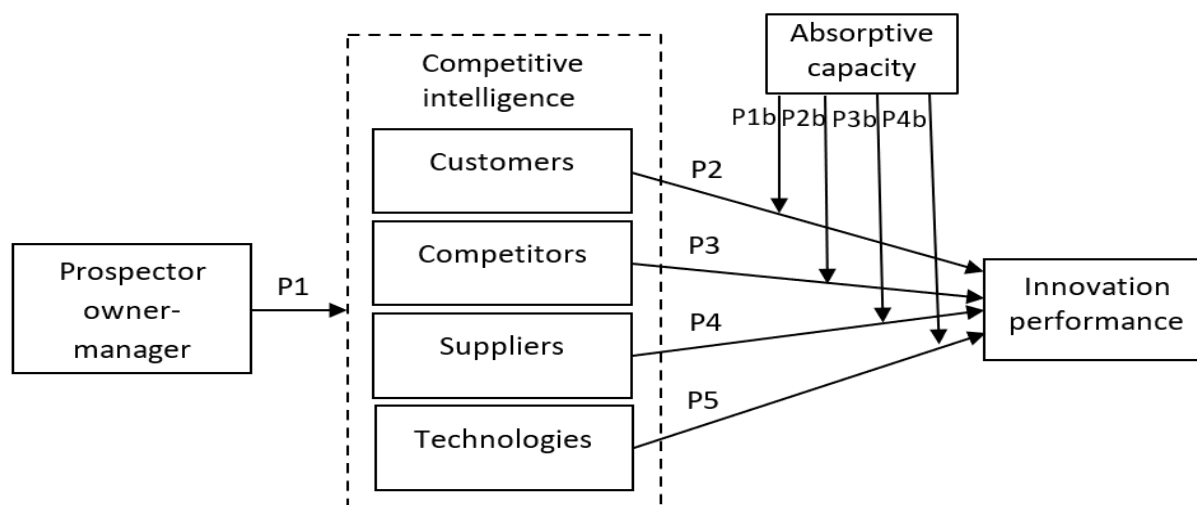 Absorptive
capacity
Competitive
intelligence
P1b P2b P3b P4b
Customers
P2
Competitors
P3
Prospector
owner-
manager
P1
Suppliers
P4
Technologies
P5
Innovation
performance